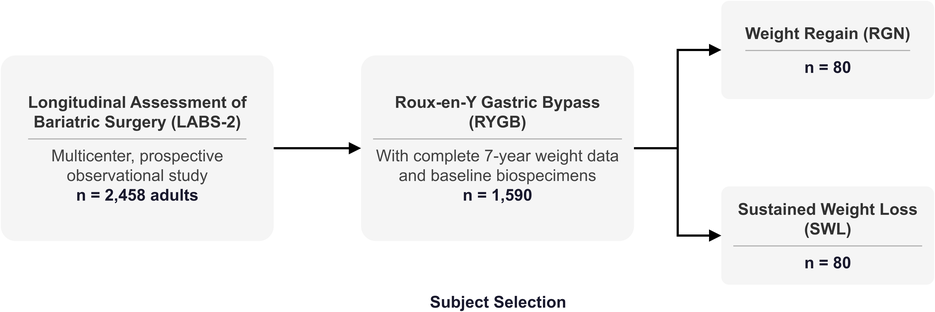 Longitudinal Assessment of
Bariatric Surgery (LABS-2)
Multicenter, prospective
observational study
n = 2,458 adults
Roux-en-Y Gastric Bypass
(RYGB)
With complete 7-year weight data
and baseline biospecimens
n = 1,590
Weight Regain (RGN)
n = 80
Sustained Weight Loss
(SWL)
n = 80
Subject Selection